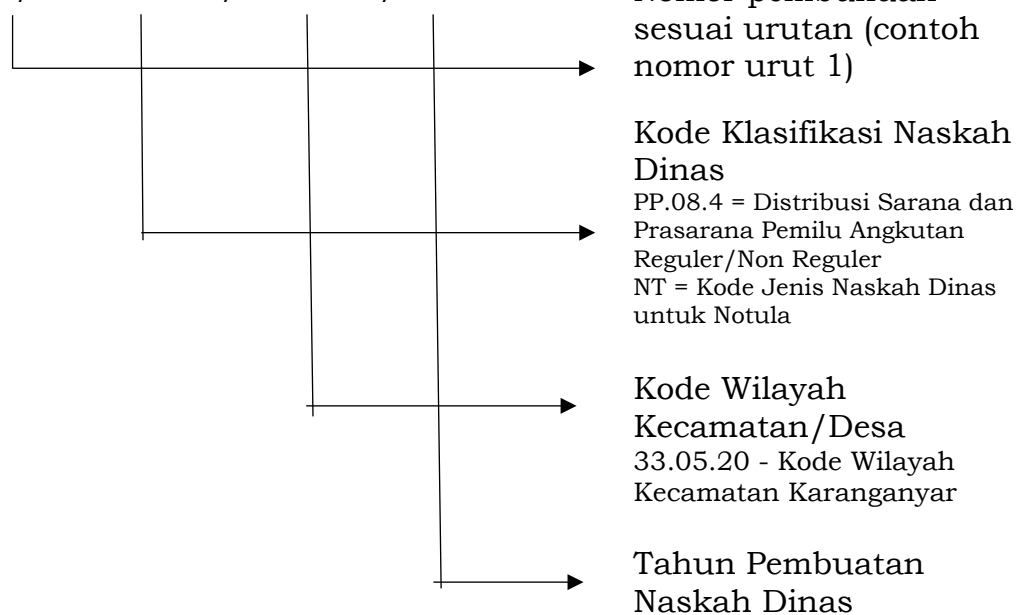 sesuai urutan (contoh
nomor urut 1)
Kode Klasifikasi Naskah
Dinas
PP.08.4 = Distribusi Sarana dan
Prasarana Pemilu Angkutan
Reguler/Non Reguler
NT = Kode Jenis Naskah Dinas
untuk Notula
Kode Wilayah
Kecamatan/Desa
33.05.20 - Kode Wilayah
Kecamatan Karanganyar
Tahun Pembuatan
Naskah Dinas